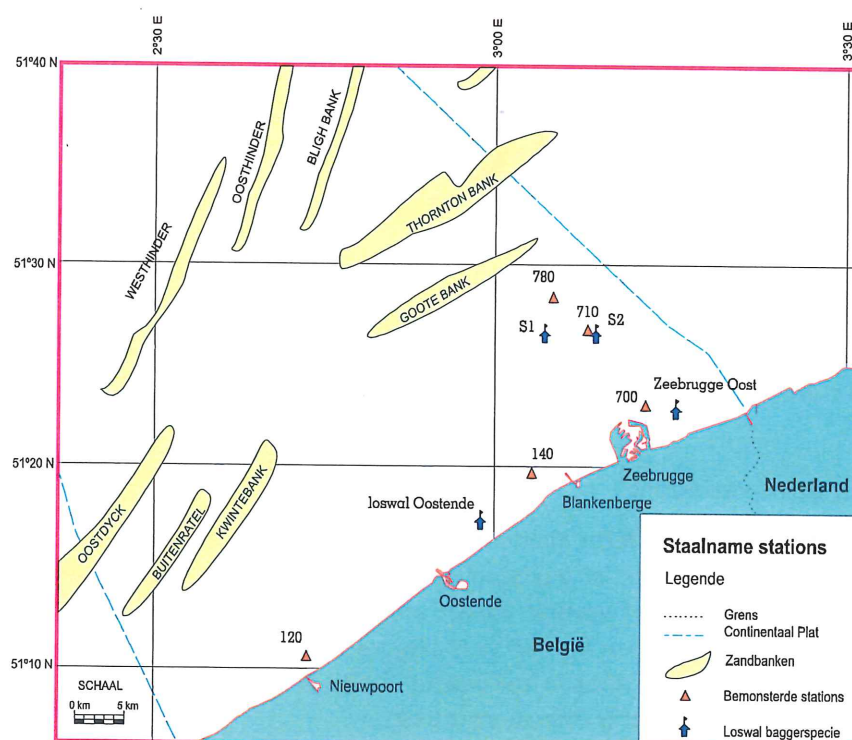 2°30 E
3°00 E
3°30 E
51°40 N
OOSTHINDER
BLIGH BANK
THORNTON BANK
WESTHINDER
51°30 N
GOOTE BANK
780
710
S1
S2
Zeebrugge Oost
700
51°20 N
140
Zeebrugge
Nederland
Blankenberge
loswal Oostende
OOSTDYCK
BUITENRATEL
KWINTEBANK
Oostende
België
120
51°10 N
Nieuwpoort
SCHAAL
0 km 5 km
Staalname stations
Legende
Grens
Continentaal Plat
Zandbanken
Bemonsterde stations
Loswal baggerspecie